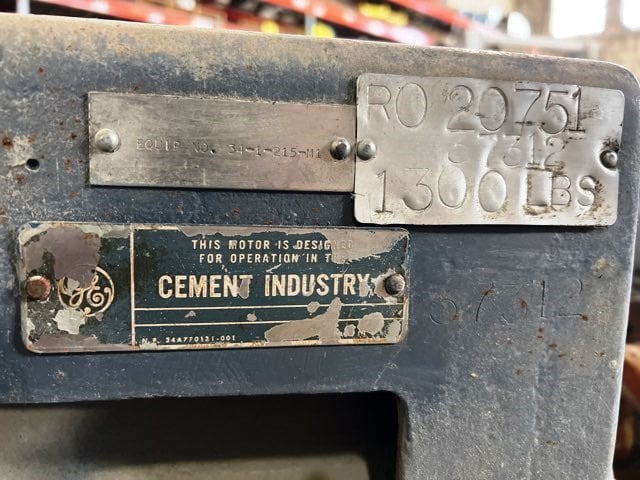 EQUIP. NO. 34-1-215-M1
RO 20751
57312
1300 LBS
THIS MOTOR IS DESIGNED
FOR OPERATION IN THE
CEMENT INDUSTRY
GE
N.P. 34A770131-001
57312